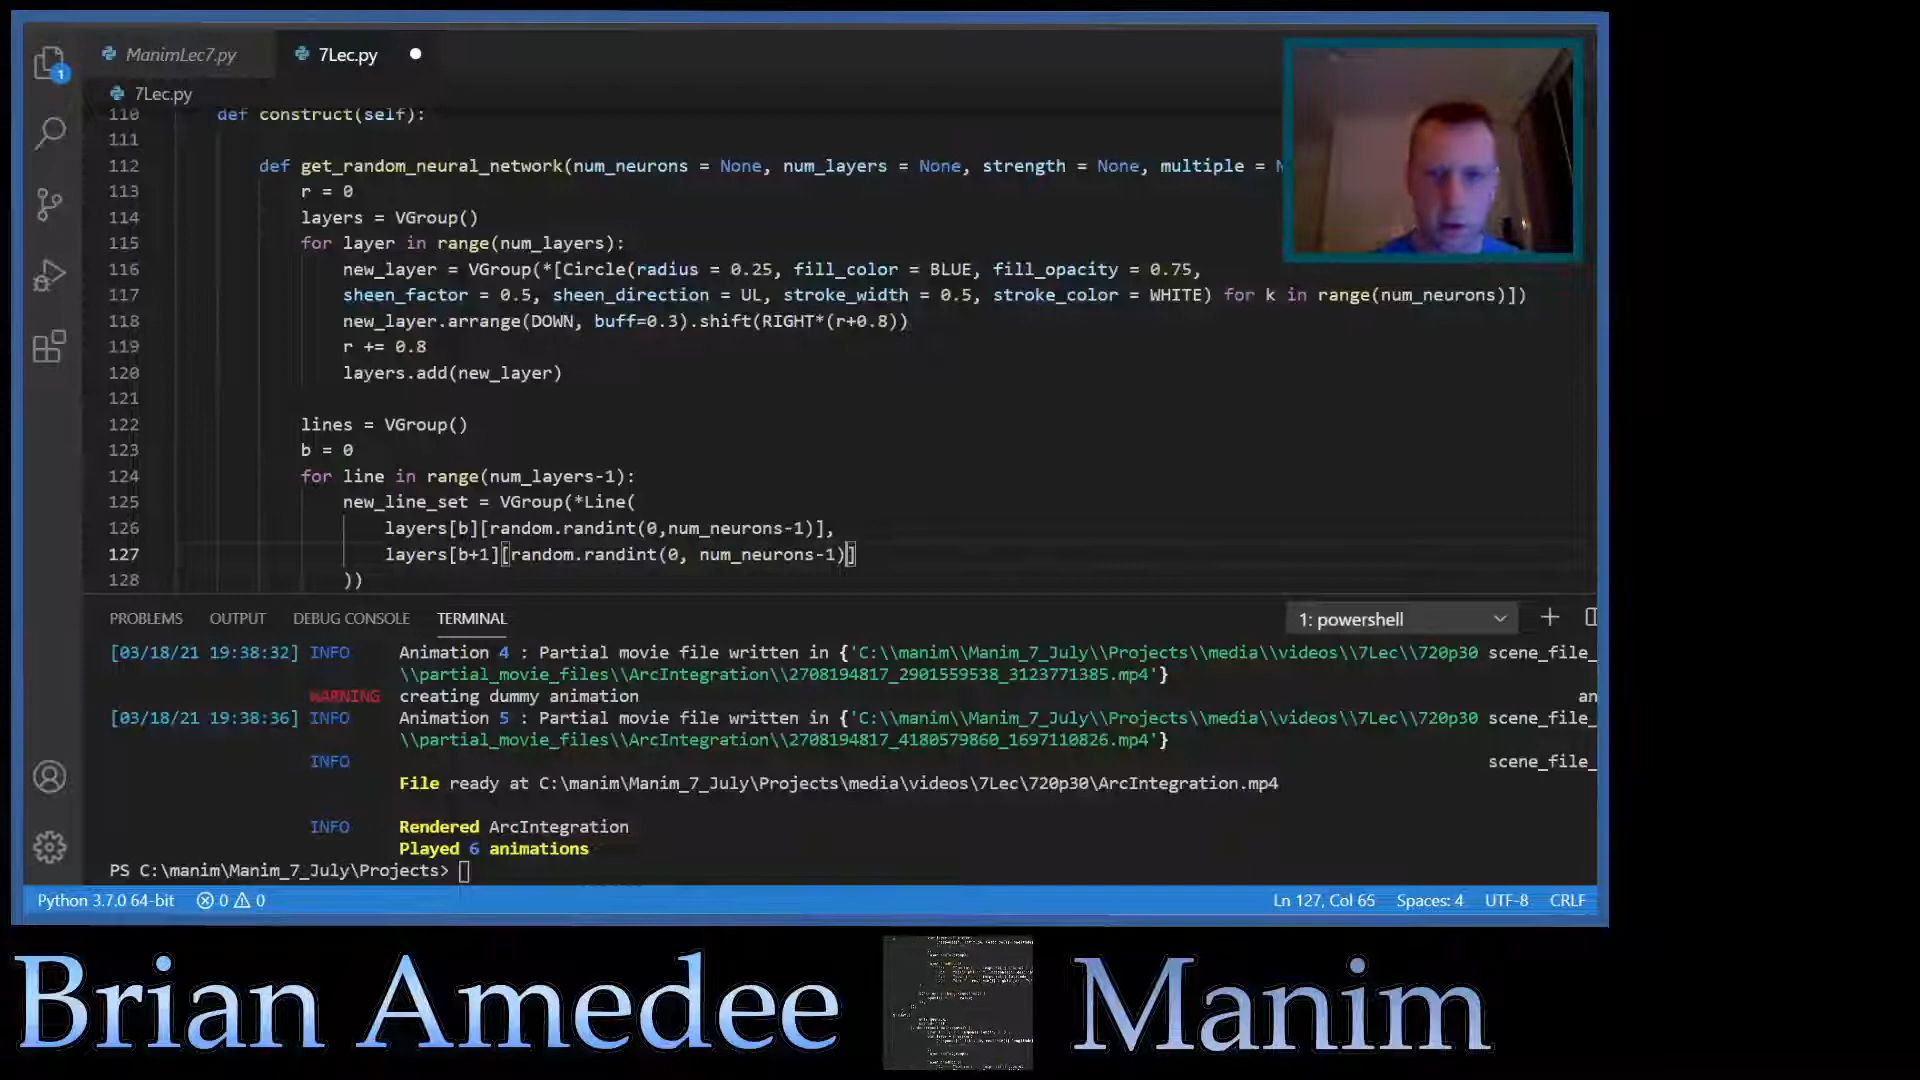 ManimLec7.py 7Lec.py
1
7Lec.py
110 def construct(self):
111
112 def get_random_neural_network(num_neurons = None, num_layers = None, strength = None, multiple = N
113 r = 0
114 layers = VGroup()
115 for layer in range(num_layers):
116 new_layer = VGroup(*[Circle(radius = 0.25, fill_color = BLUE, fill_opacity = 0.75,
117 sheen_factor = 0.5, sheen_direction = UL, stroke_width = 0.5, stroke_color = WHITE) for k in range(num_neurons)])
118 new_layer.arrange(DOWN, buff=0.3).shift(RIGHT*(r+0.8))
119 r += 0.8
120 layers.add(new_layer)
121
122 lines = VGroup()
123 b = 0
124 for line in range(num_layers-1):
125 new_line_set = VGroup(*Line(
126 layers[b][random.randint(0,num_neurons-1)],
127 layers[b+1][random.randint(0, num_neurons-1)]
128 ))
PROBLEMS OUTPUT DEBUG CONSOLE TERMINAL 1: powershell
[03/18/21 19:38:32] INFO Animation 4 : Partial movie file written in {'C:\\manim\\Manim_7_July\\Projects\\media\\videos\\7Lec\\720p30 scene_file_
\\partial_movie_files\\ArcIntegration\\2708194817_2901559538_3123771385.mp4'}
WARNING creating dummy animation an
[03/18/21 19:38:36] INFO Animation 5 : Partial movie file written in {'C:\\manim\\Manim_7_July\\Projects\\media\\videos\\7Lec\\720p30 scene_file_
\\partial_movie_files\\ArcIntegration\\2708194817_4180579860_1697110826.mp4'}
INFO scene_file_
File ready at C:\manim\Manim_7_July\Projects\media\videos\7Lec\720p30\ArcIntegration.mp4
INFO Rendered ArcIntegration
Played 6 animations
PS C:\manim\Manim_7_July\Projects>
Python 3.7.0 64-bit 0 0 Ln 127, Col 65 Spaces: 4 UTF-8 CRLF
Brian Amedee Manim